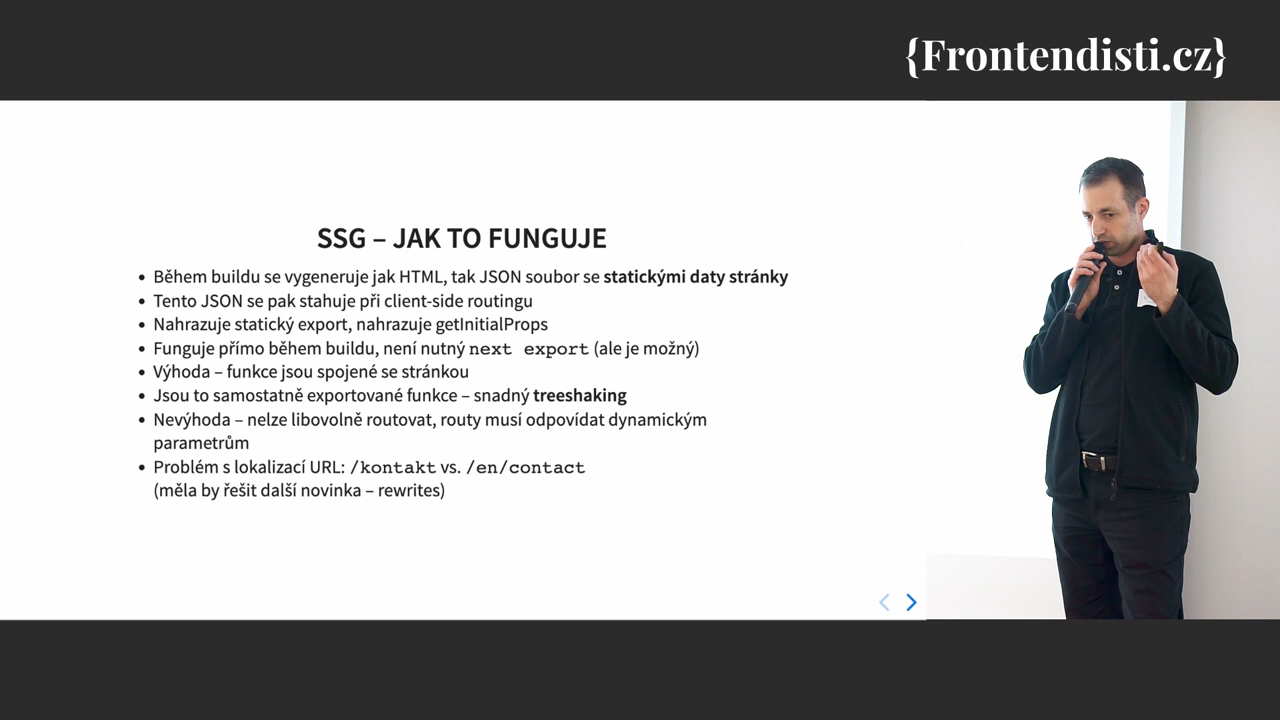 {Frontendisti.cz}
SSG – JAK TO FUNGUJE
• Během buildu se vygeneruje jak HTML, tak JSON soubor se statickými daty stránky
• Tento JSON se pak stahuje při client-side routingu
• Nahrazuje statický export, nahrazuje getInitialProps
• Funguje přímo během buildu, není nutný next export (ale je možný)
• Výhoda – funkce jsou spojené se stránkou
• Jsou to samostatně exportované funkce – snadný treeshaking
• Nevýhoda – nelze libovolně routovat, routy musí odpovídat dynamickým
parametrům
• Problém s lokalizací URL: /kontakt vs. /en/contact
(měla by řešit další novinka – rewrites)